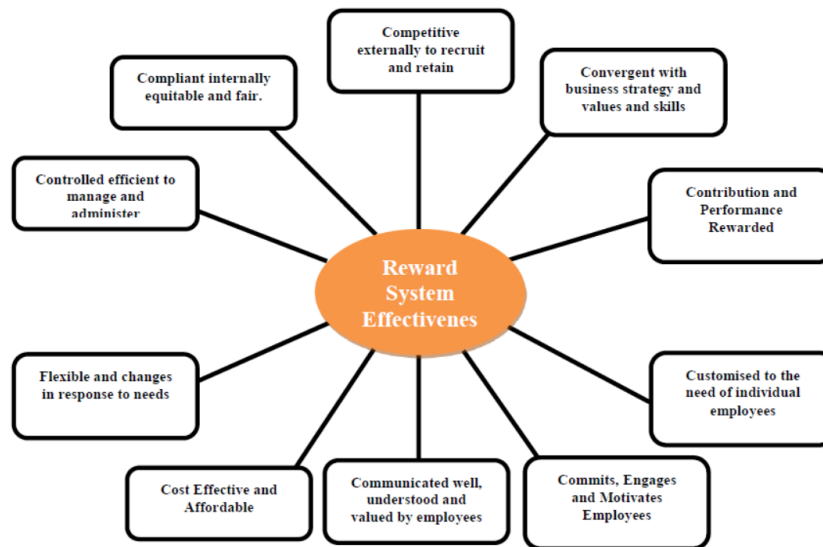 Competitive
externally to recruit
and retain
Compliant internally
equitable and fair.
Convergent with
business strategy and
values and skills
Controlled efficient to
manage and
administer
Contribution and
Performance
Rewarded
Reward
System
Effectivenes
Flexible and changes
in response to needs
Customised to the
need of individual
employees
Cost Effective and
Affordable
Communicated well,
understood and
valued by employees
Commits, Engages
and Motivates
Employees